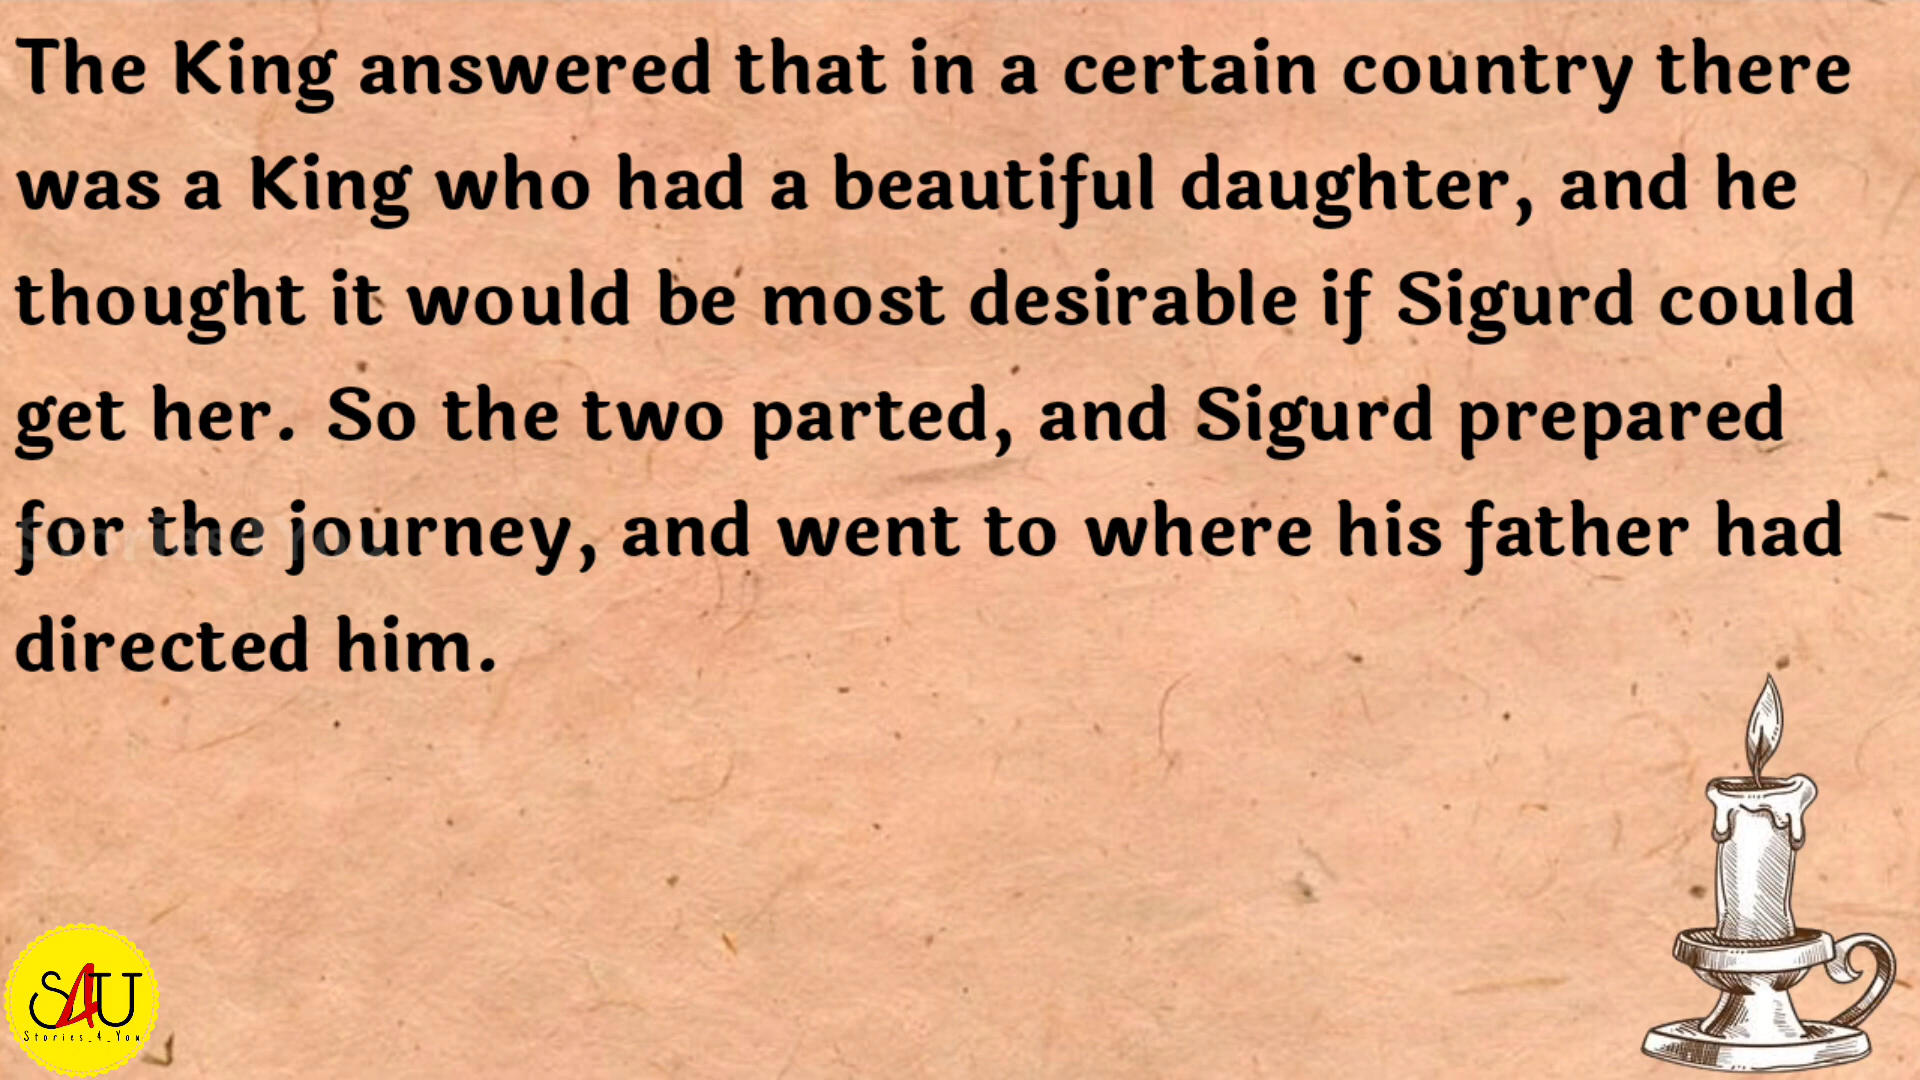 The King answered that in a certain country there
was a King who had a beautiful daughter, and he
thought it would be most desirable if Sigurd could
get her. So the two parted, and Sigurd prepared
for the journey, and went to where his father had
directed him.
S4U
Stories_4_You